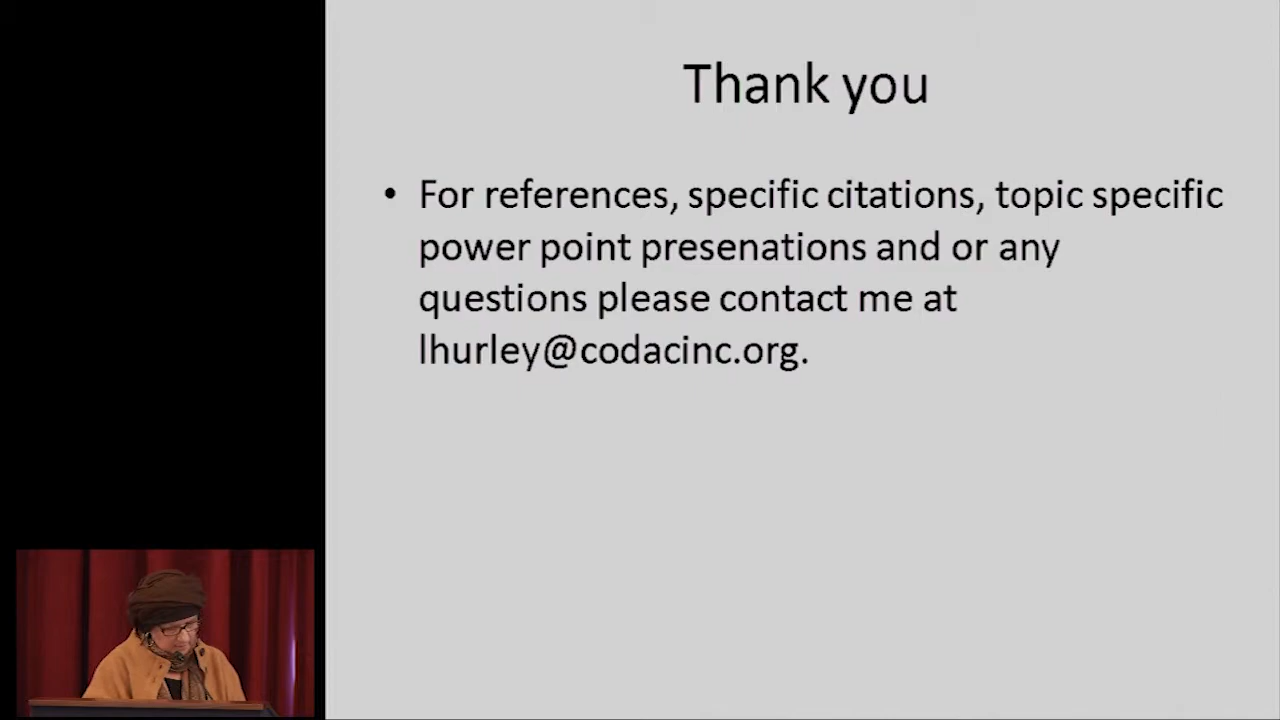 Thank you
• For references, specific citations, topic specific
power point presenations and or any
questions please contact me at
lhurley@codacinc.org.